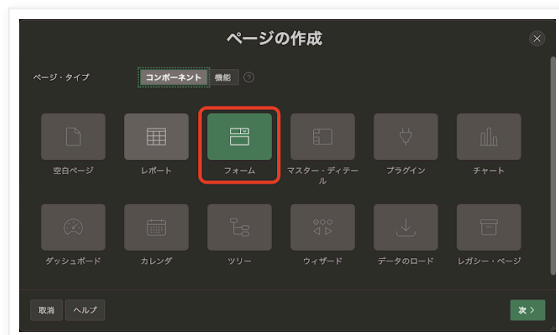 ページの作成
ページ・タイプ
コンポーネント
機能
空白ページ
レポート
フォーム
マスター・ディテー
ル
プラグイン
チャート
ダッシュボード
カレンダ
ツリー
ウィザード
データのロード
レガシー・ページ
取消
ヘルプ
次 >